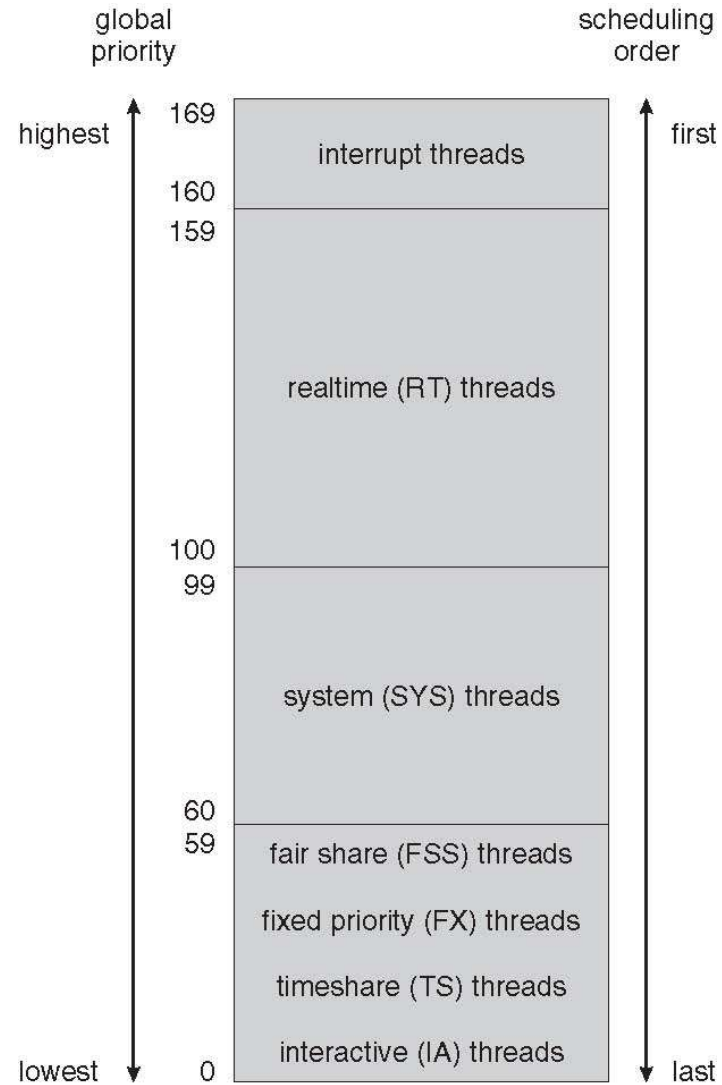 global
priority
scheduling
order
highest
169
interrupt threads
first
160
159
realtime (RT) threads
100
99
system (SYS) threads
60
59
fair share (FSS) threads
fixed priority (FX) threads
timeshare (TS) threads
interactive (IA) threads
lowest
0
last